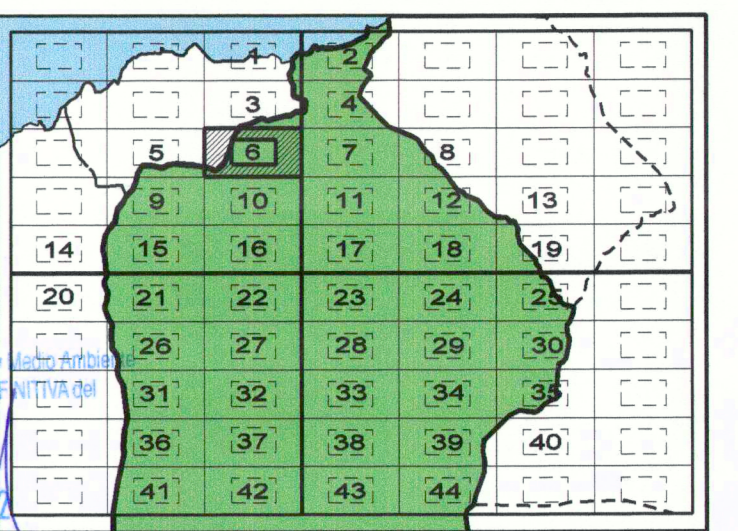 1 2
3 4
5 6 7 8
9 10 11 12 13
14 15 16 17 18 19
20 21 22 23 24 25
26 27 28 29 30
y Medio Ambiente
NITIVA del
31 32 33 34 35
36 37 38 39 40
41 42 43 44
2